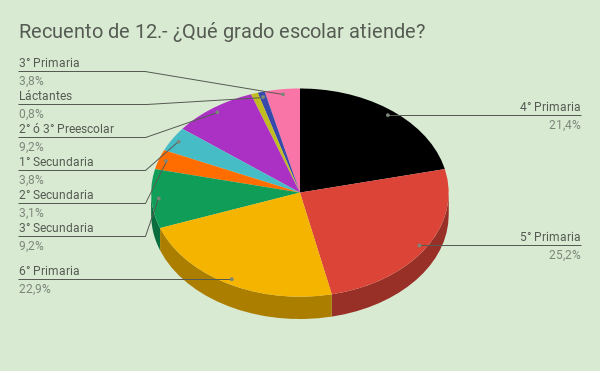 Recuento de 12.- ¿Qué grado escolar atiende?
3° Primaria
3,8%
Láctantes
0,8%
2° ó 3° Preescolar
9,2%
1° Secundaria
3,8%
2° Secundaria
3,1%
3° Secundaria
9,2%
6° Primaria
22,9%
4° Primaria
21,4%
5° Primaria
25,2%